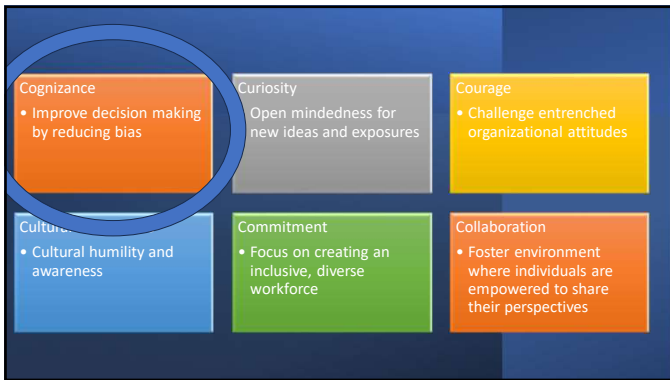 Cognizance
• Improve decision making
by reducing bias
Curiosity
Open mindedness for
new ideas and exposures
Courage
• Challenge entrenched
organizational attitudes
• Cultural humility and
awareness
Commitment
• Focus on creating an
inclusive, diverse
workforce
Collaboration
• Foster environment
where individuals are
empowered to share
their perspectives